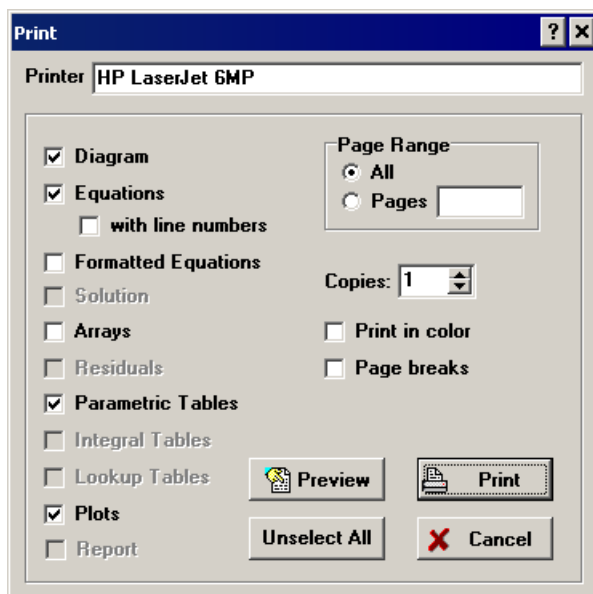 Print
Printer HP LaserJet 6MP
Diagram
Equations
with line numbers
Formatted Equations
Solution
Arrays
Residuals
Parametric Tables
Integral Tables
Lookup Tables
Plots
Report
Page Range
All
Pages
Copies: 1
Print in color
Page breaks
Preview
Print
Unselect All
Cancel